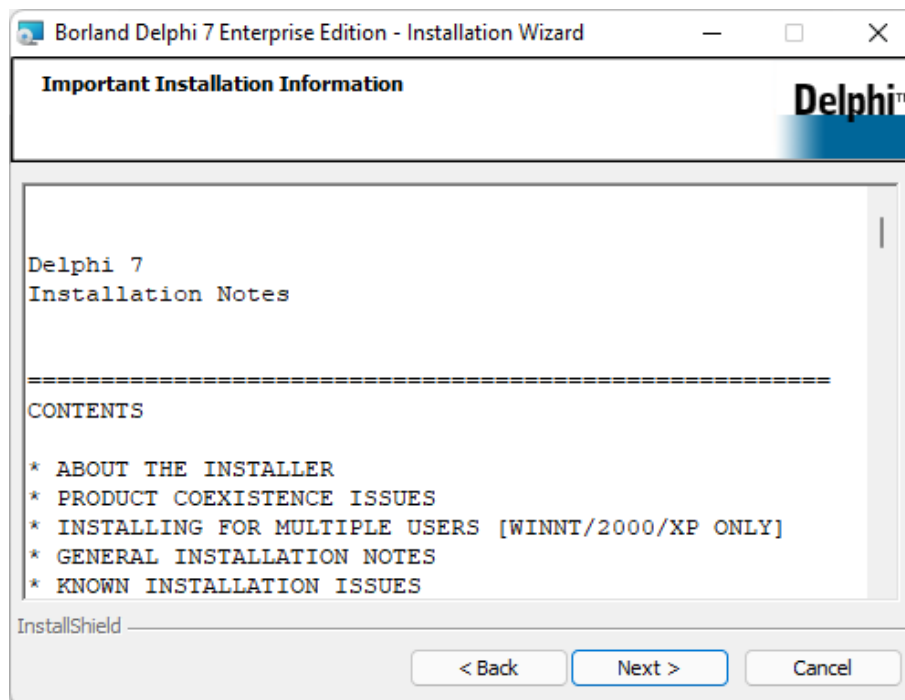 Borland Delphi 7 Enterprise Edition - Installation Wizard
Important Installation Information
Delphi™
Delphi 7
Installation Notes
=======================================================
CONTENTS
* ABOUT THE INSTALLER
* PRODUCT COEXISTENCE ISSUES
* INSTALLING FOR MULTIPLE USERS [WINNT/2000/XP ONLY]
* GENERAL INSTALLATION NOTES
* KNOWN INSTALLATION ISSUES
InstallShield
< Back
Next >
Cancel